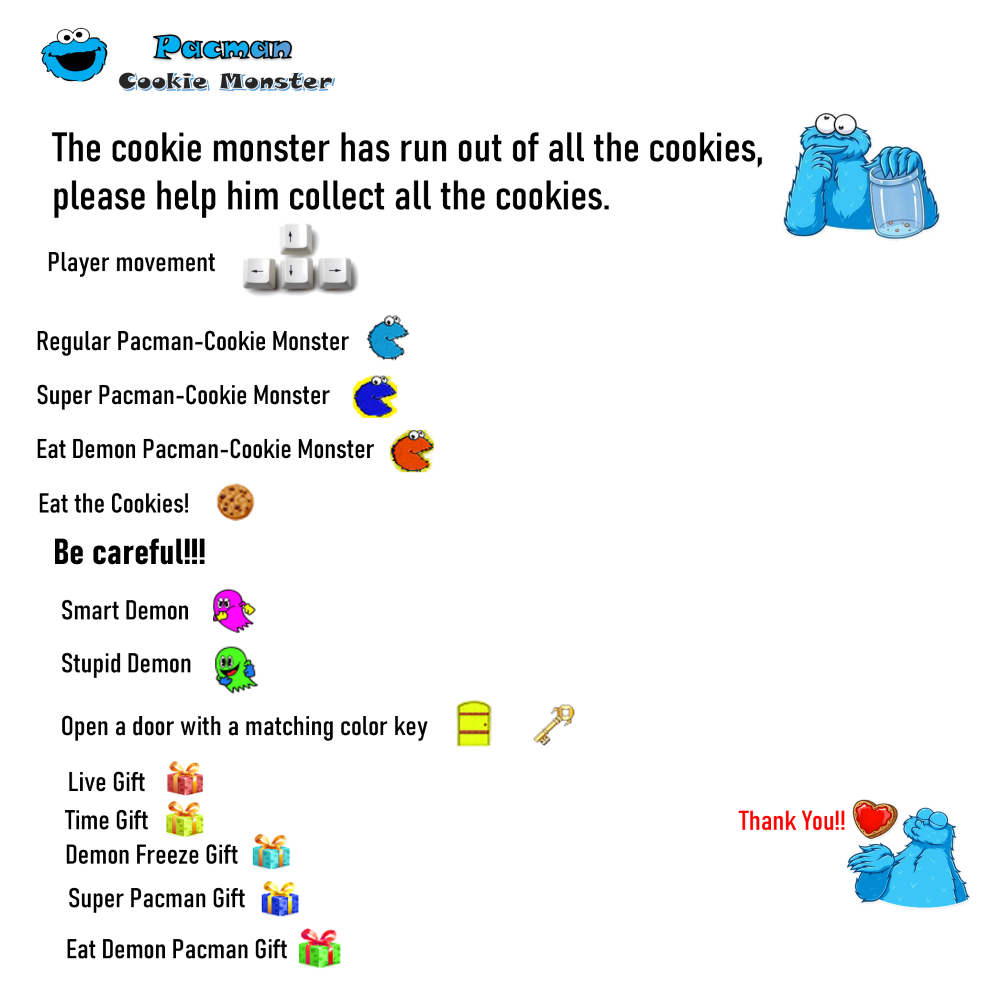 Pacman
Cookie Monster
The cookie monster has run out of all the cookies,
please help him collect all the cookies.
Player movement
Regular Pacman-Cookie Monster
Super Pacman-Cookie Monster
Eat Demon Pacman-Cookie Monster
Eat the Cookies!
Be careful!!!
Smart Demon
Stupid Demon
Open a door with a matching color key
Live Gift
Time Gift
Thank You!!
Demon Freeze Gift
Super Pacman Gift
Eat Demon Pacman Gift